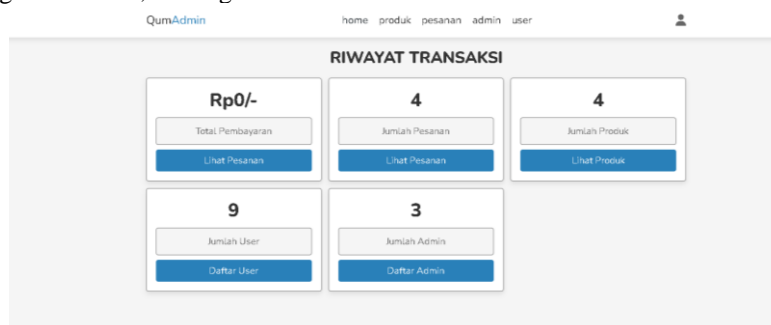 QumAdmin home produk pesanan admin user
RIWAYAT TRANSAKSI
Rp0/- 4 4
Total Pembayaran Jumlah Pesanan Jumlah Produk
Lihat Pesanan Lihat Pesanan Lihat Produk
9 3
Jumlah User Jumlah Admin
Daftar User Daftar Admin